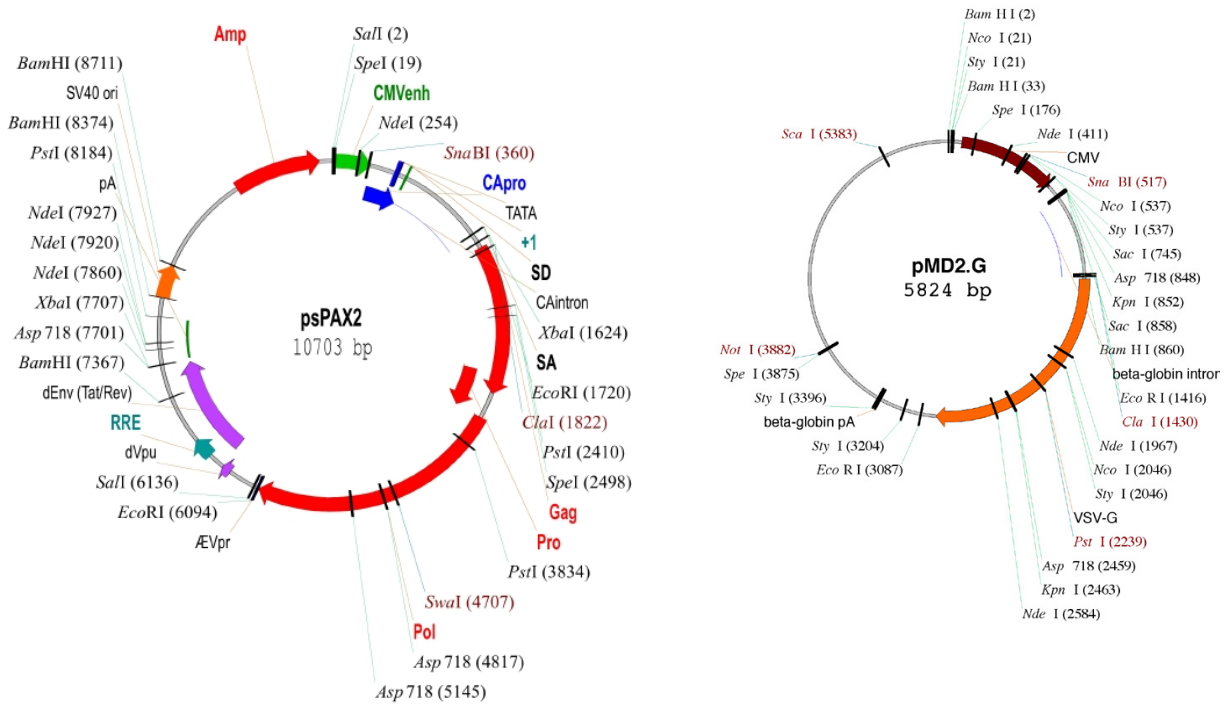 Amp
SalI (2)
SpeI (19)
CMVenh
NdeI (254)
SnaBI (360)
CApro
TATA
+1
SD
CAintron
XbaI (1624)
SA
EcoRI (1720)
ClaI (1822)
PstI (2410)
SpeI (2498)
Gag
Pro
PstI (3834)
SwaI (4707)
Pol
Asp718 (4817)
Asp718 (5145)
BamHI (8711)
SV40 ori
BamHI (8374)
PstI (8184)
pA
NdeI (7927)
NdeI (7920)
NdeI (7860)
XbaI (7707)
Asp718 (7701)
BamHI (7367)
dEnv (Tat/Rev)
RRE
dVpu
SalI (6136)
EcoRI (6094)
ÆVpr
psPAX2
10703 bp
Bam H I (2)
Nco I (21)
Sty I (21)
Bam H I (33)
Spe I (176)
Nde I (411)
CMV
Sna BI (517)
Nco I (537)
Sty I (537)
Sac I (745)
Asp 718 (848)
Kpn I (852)
Sac I (858)
Bam H I (860)
beta-globin intron
Eco R I (1416)
Cla I (1430)
Nde I (1967)
Nco I (2046)
Sty I (2046)
VSV-G
Pst I (2239)
Asp 718 (2459)
Kpn I (2463)
Nde I (2584)
Sca I (5383)
Not I (3882)
Spe I (3875)
Sty I (3396)
beta-globin pA
Sty I (3204)
Eco R I (3087)
pMD2.G
5824 bp